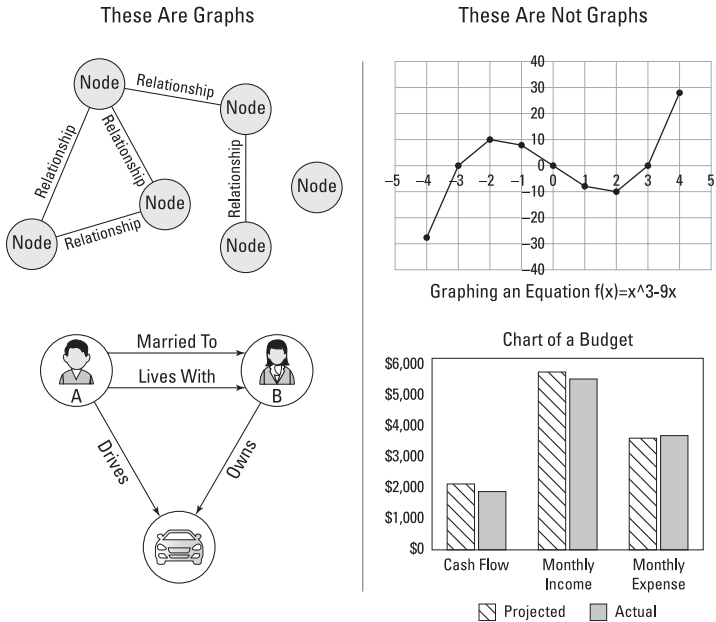 These Are Graphs
Node
Relationship
Node
Relationship
Relationship
Relationship
Node
Node
Relationship
Node
Node
Married To
Lives With
A
B
Drives
Owns
These Are Not Graphs
40
30
20
10
0
–5 –4 –3 –2 –1 0 1 2 3 4 5
–10
–20
–30
–40
Graphing an Equation f(x)=x^3-9x
Chart of a Budget
$6,000
$5,000
$4,000
$3,000
$2,000
$1,000
$0
Cash Flow
Monthly
Income
Monthly
Expense
Projected
Actual